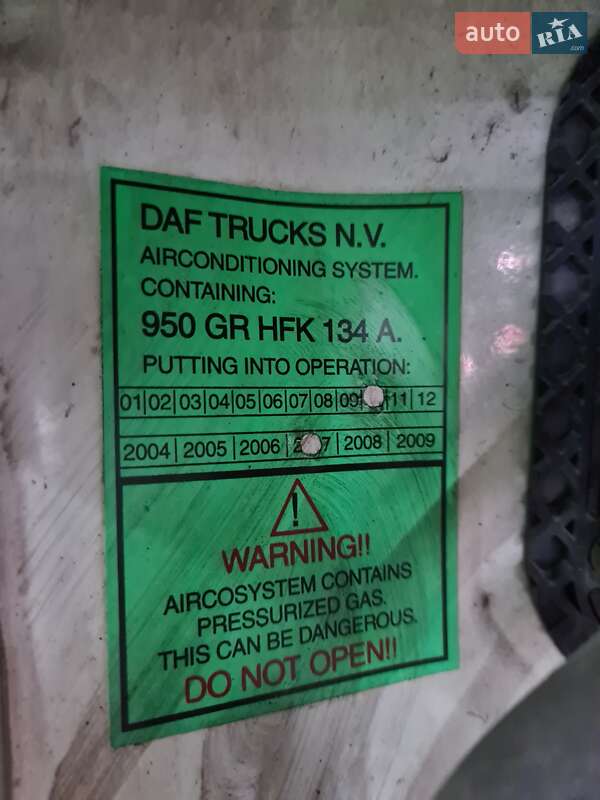 auto RIA
.com
DAF TRUCKS N.V.
AIRCONDITIONING SYSTEM.
CONTAINING:
950 GR HFK 134 A.
PUTTING INTO OPERATION:
01|02|03|04|05|06|07|08|09| |11|12
2004|2005|2006| |2008|2009
WARNING!!
AIRCOSYSTEM CONTAINS
PRESSURIZED GAS.
THIS CAN BE DANGEROUS.
DO NOT OPEN!!